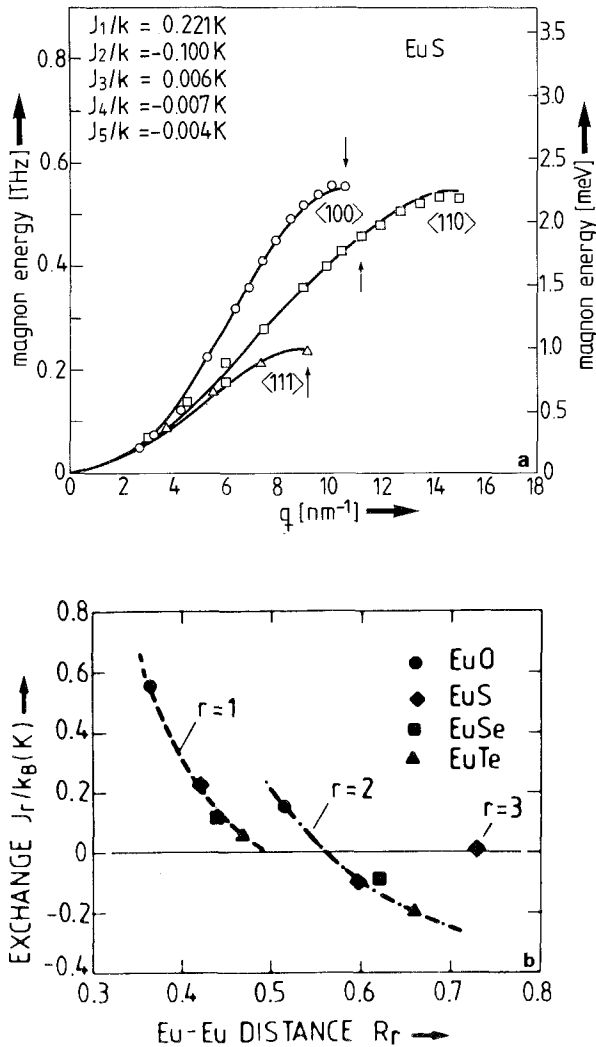 J₁/k = 0.221K
J₂/k =-0.100K
J₃/k = 0.006K
J₄/k =-0.007K
J₅/k =-0.004K
EuS
magnon energy [THz]
0.8
0.6
0.4
0.2
0
magnon energy [meV]
3.5
3.0
2.5
2.0
1.5
1.0
0.5
0
⟨100⟩
⟨110⟩
⟨111⟩
a
0 2 4 6 8 10 12 14 16 18
q [nm⁻¹]
EXCHANGE Jr/kB(K)
0.8
0.6
0.4
0.2
0
-0.2
-0.4
EuO
EuS
EuSe
EuTe
r=1
r=2
r=3
b
0.3 0.4 0.5 0.6 0.7 0.8
Eu-Eu DISTANCE Rr